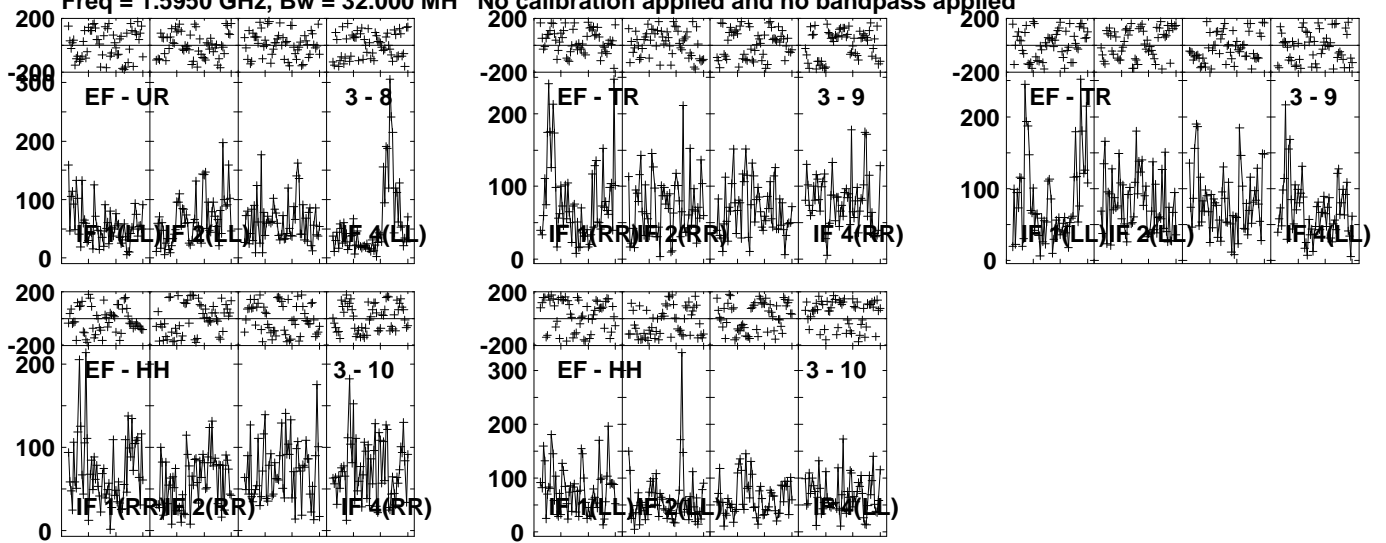 Freq = 1.5950 GHz, Bw = 32.000 MH No calibration applied and no bandpass applied
200
-200
300
EF - UR 3 - 8
200
100
0
IF 1(LL) IF 2(LL) IF 4(LL)
200
-200
EF - TR 3 - 9
200
100
0
IF 1(RR) IF 2(RR) IF 4(RR)
200
-200
EF - TR 3 - 9
200
100
0
IF 1(LL) IF 2(LL) IF 4(LL)
200
-200
200
EF - HH 3 - 10
100
0
IF 1(RR) IF 2(RR) IF 4(RR)
200
-200
EF - HH 3 - 10
300
200
100
0
IF 1(LL) IF 2(LL) IF 4(LL)